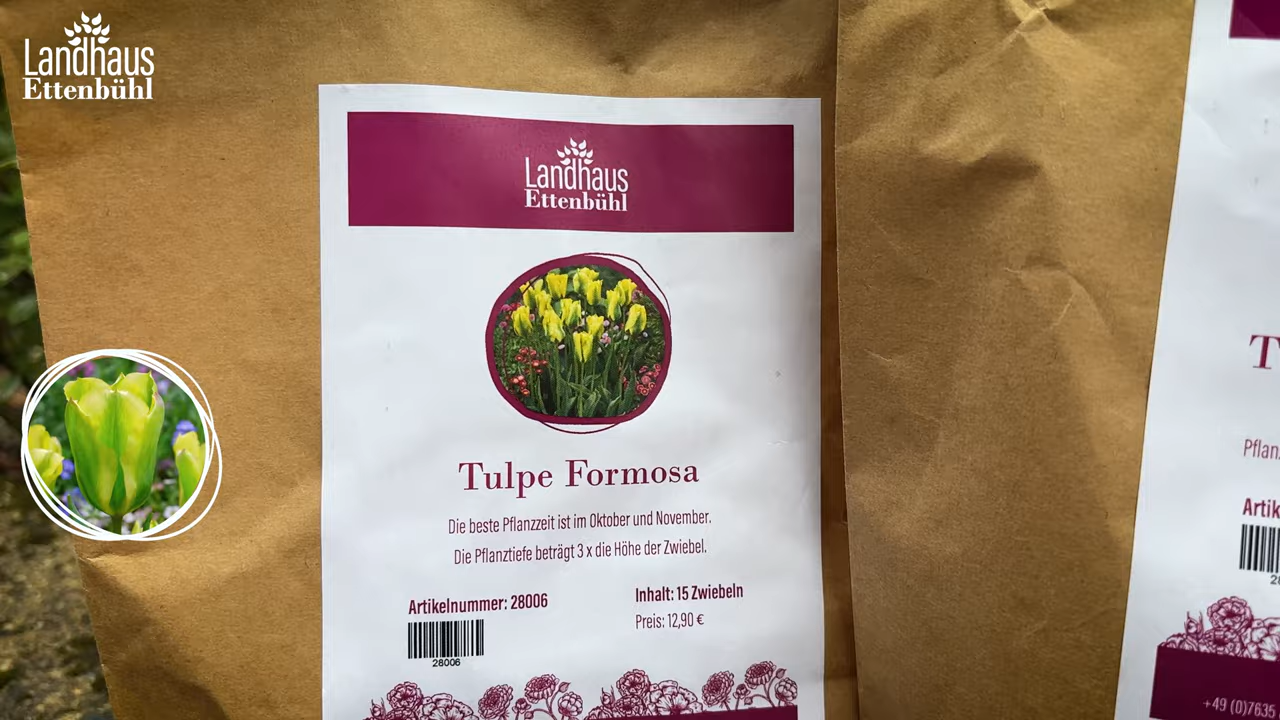 Landhaus
Ettenbühl
Landhaus
Ettenbühl
Tulpe Formosa
Die beste Pflanzzeit ist im Oktober und November.
Die Pflanztiefe beträgt 3 x die Höhe der Zwiebel.
Artikelnummer: 28006
28006
Inhalt: 15 Zwiebeln
Preis: 12,90 €
+49 (0)7635